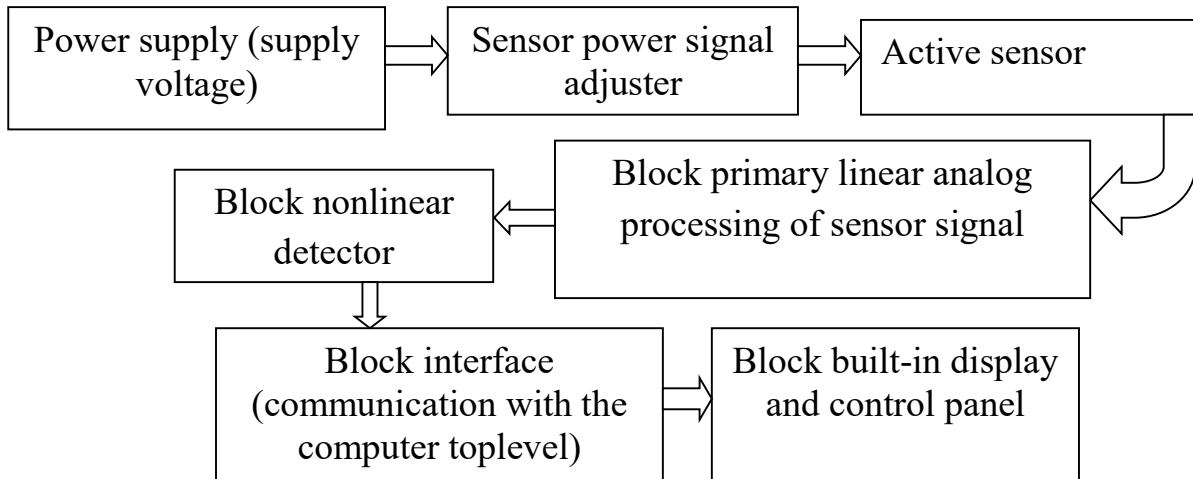 Power supply (supply
voltage)
Sensor power signal
adjuster
Active sensor
Block primary linear analog
processing of sensor signal
Block nonlinear
detector
Block interface
(communication with the
computer toplevel)
Block built-in display
and control panel